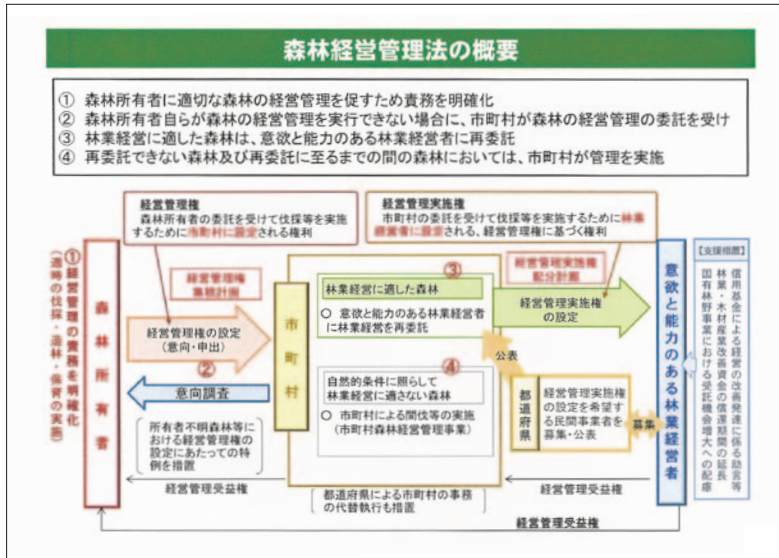 森林経営管理法の概要
① 森林所有者に適切な森林の経営管理を促すため責務を明確化
② 森林所有者自らが森林の経営管理を実行できない場合に、市町村が森林の経営管理の委託を受け
③ 林業経営に適した森林は、意欲と能力のある林業経営者に再委託
④ 再委託できない森林及び再委託に至るまでの間の森林においては、市町村が管理を実施
経営管理権
森林所有者の委託を受けて伐採等を実施
するために市町村に設定される権利
経営管理実施権
市町村の委託を受けて伐採等を実施するために林業
経営者に設定される、経営管理権に基づく権利
①経営管理の責務を明確化
(適時の伐採・造林・保育の実施)
森林所有者
経営管理権
集積計画
経営管理権の設定
(意向・申出)
②
意向調査
所有者不明森林等に
おける経営管理権の
設定にあたっての特
例を措置
経営管理受益権
市町村
③
林業経営に適した森林
○ 意欲と能力のある林業経営者
に林業経営を再委託
④
自然的条件に照らして
林業経営に適さない森林
○ 市町村による間伐等の実施
(市町村森林経営管理事業)
都道府県による市町村の事務
の代替執行も措置
経営管理実施権
配分計画
経営管理実施権
の設定
公表
都道府県
経営管理実施権
の設定を希望す
る民間事業者を
募集・公表
募集
経営管理受益権
経営管理受益権
意欲と能力のある林業経営者
【支援措置】
信用基金による経営の改善発達に係る助言等
林業・木材産業改善資金の償還期間の延長
国有林野事業における受託機会増大への配慮